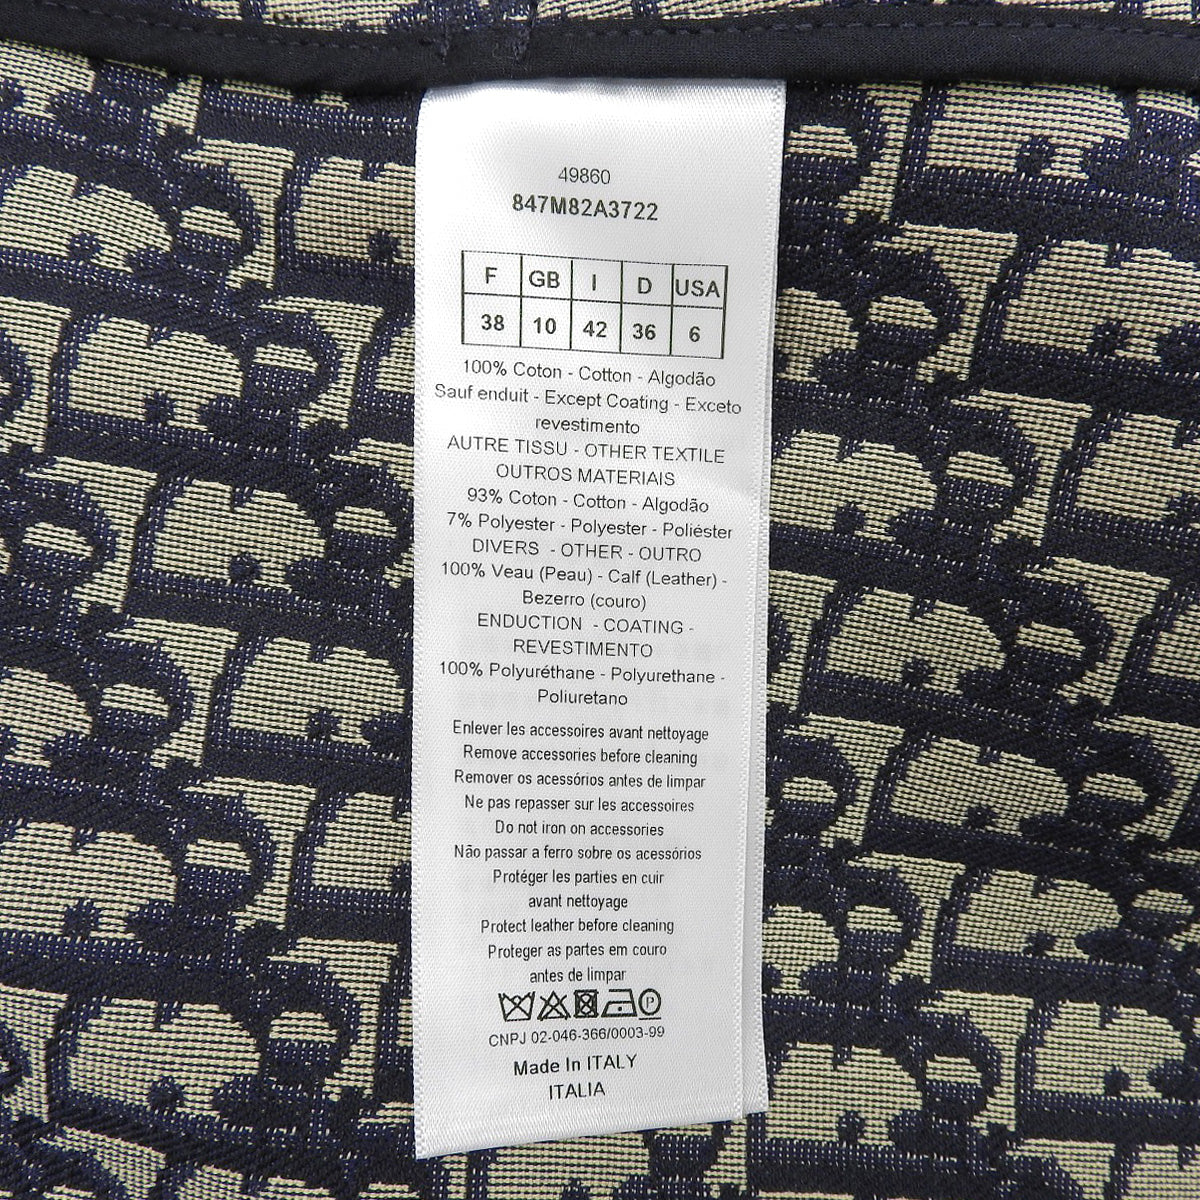 49860
847M82A3722
F GB I D USA
38 10 42 36 6
100% Coton - Cotton - Algodão
Sauf enduit - Except Coating - Exceto
revestimento
AUTRE TISSU - OTHER TEXTILE
OUTROS MATERIAIS
93% Coton - Cotton - Algodão
7% Polyester - Polyester - Poliéster
DIVERS - OTHER - OUTRO
100% Veau (Peau) - Calf (Leather) -
Bezerro (couro)
ENDUCTION - COATING -
REVESTIMENTO
100% Polyuréthane - Polyurethane -
Poliuretano
Enlever les accessoires avant nettoyage
Remove accessories before cleaning
Remover os acessórios antes de limpar
Ne pas repasser sur les accessoires
Do not iron on accessories
Não passar a ferro sobre os acessórios
Protéger les parties en cuir
avant nettoyage
Protect leather before cleaning
Proteger as partes em couro
antes de limpar
P
CNPJ 02-046-366/0003-99
Made In ITALY
ITALIA